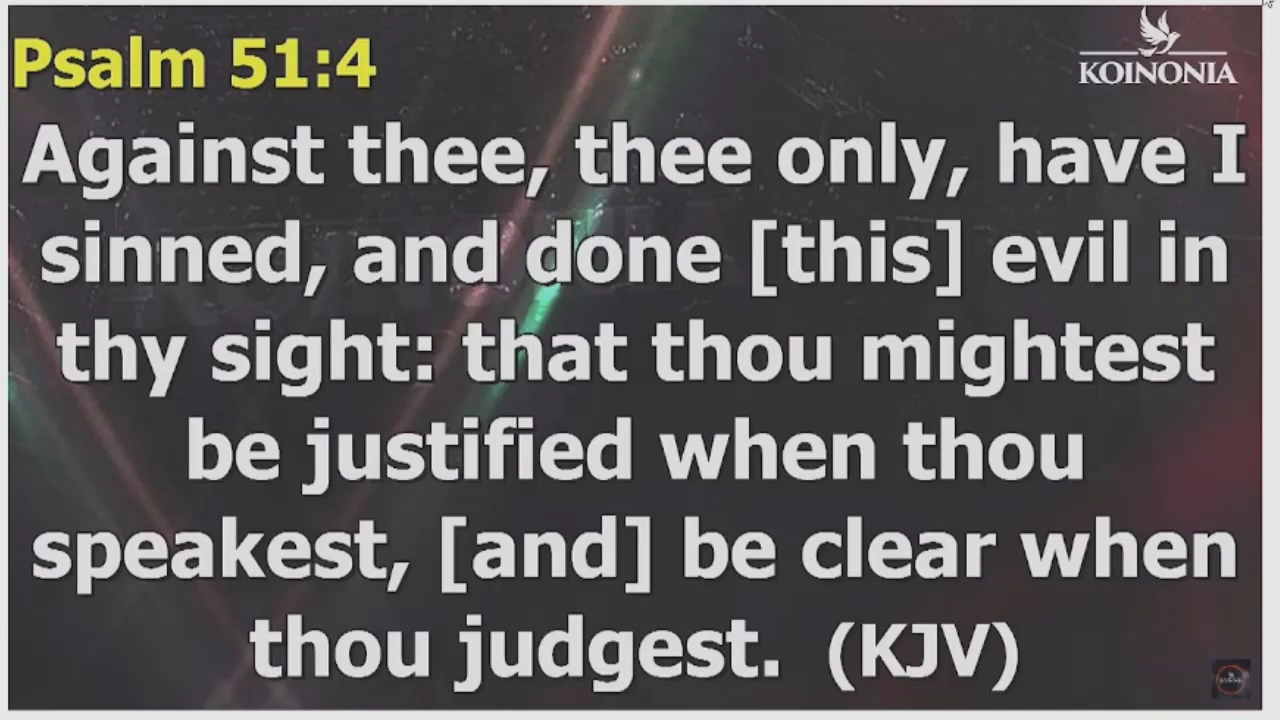 Psalm 51:4
KOINONIA
Against thee, thee only, have I
sinned, and done [this] evil in
thy sight: that thou mightest
be justified when thou
speakest, [and] be clear when
thou judgest. (KJV)